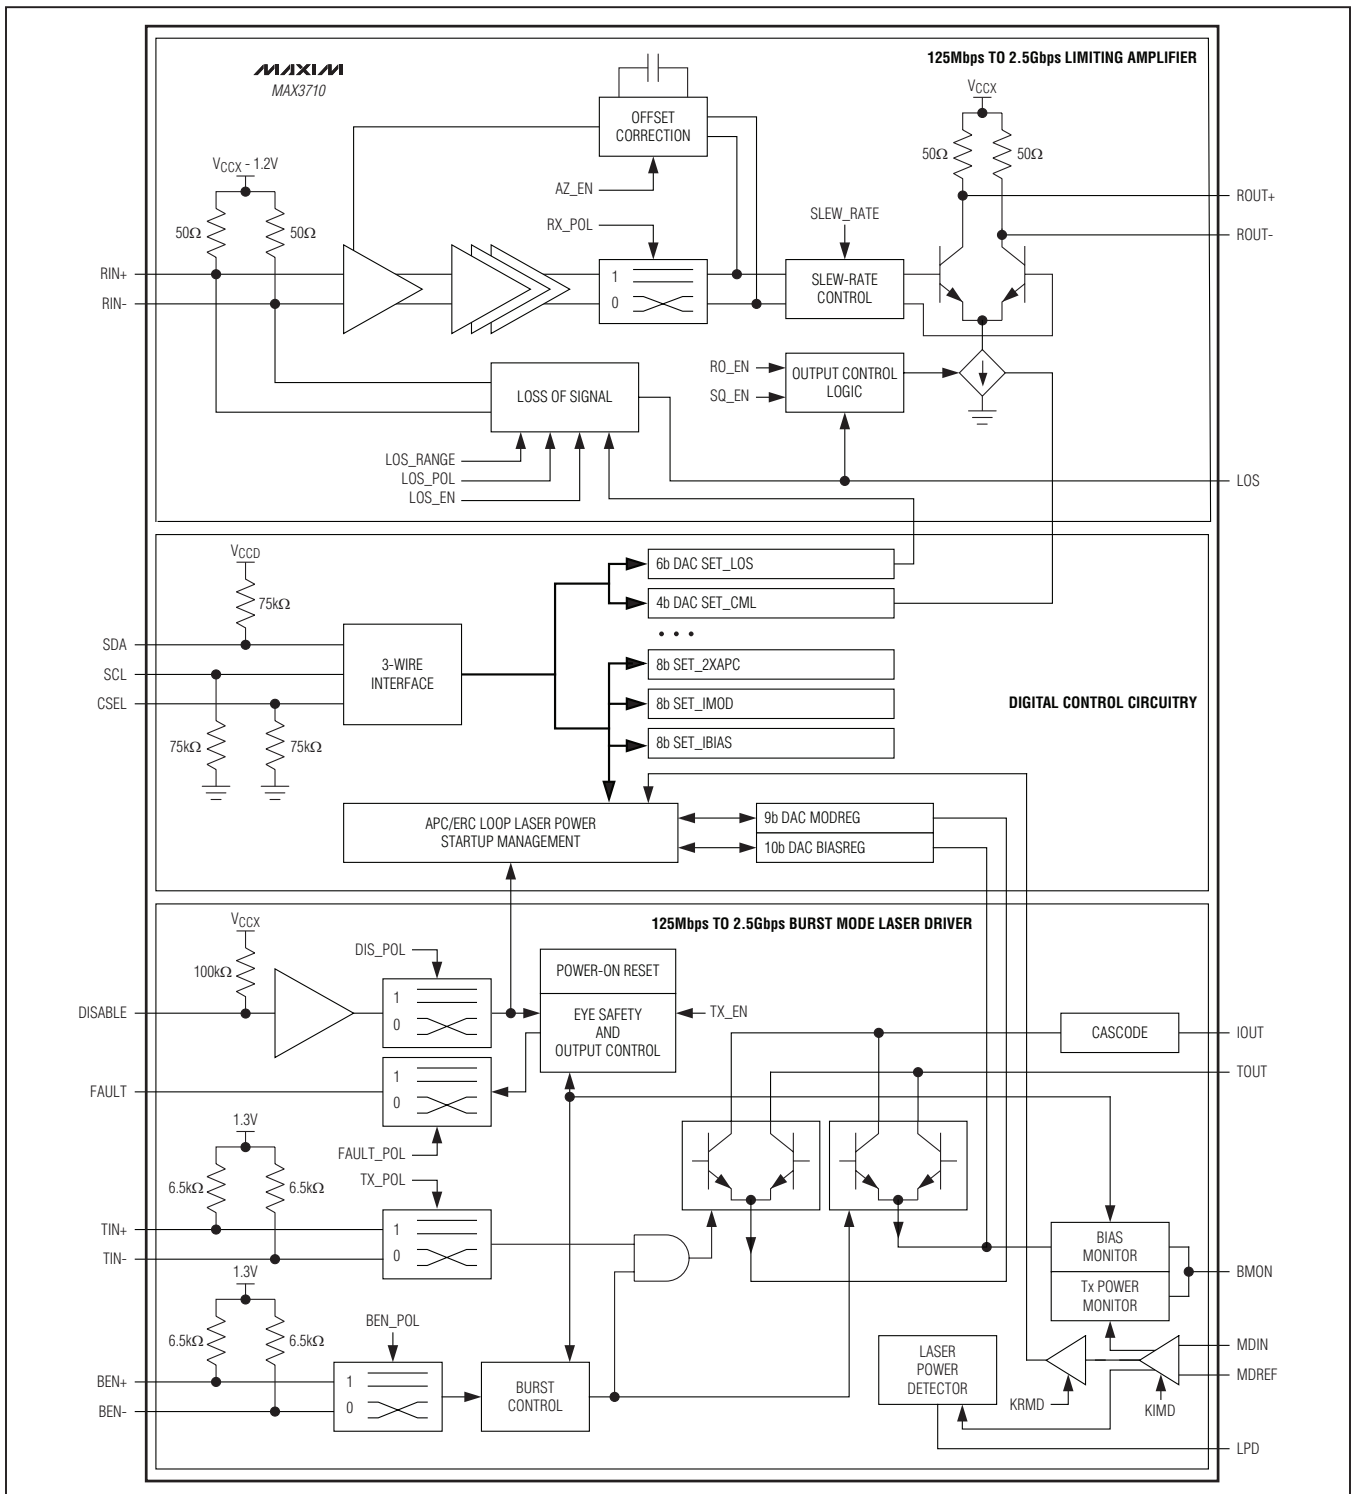 125Mbps TO 2.5Gbps LIMITING AMPLIFIER
MAXIM
MAX3710
VCCX
OFFSET
CORRECTION
50Ω
50Ω
VCCX - 1.2V
AZ_EN
ROUT+
SLEW_RATE
50Ω
50Ω
RX_POL
ROUT-
RIN+
1
SLEW-RATE
CONTROL
RIN-
0
RO_EN
OUTPUT CONTROL
LOGIC
SQ_EN
LOSS OF SIGNAL
LOS_RANGE
LOS_POL
LOS_EN
LOS
VCCD
6b DAC SET_LOS
75kΩ
4b DAC SET_CML
• • •
SDA
SCL
CSEL
3-WIRE
INTERFACE
8b SET_2XAPC
8b SET_IMOD
DIGITAL CONTROL CIRCUITRY
8b SET_IBIAS
75kΩ
75kΩ
APC/ERC LOOP LASER POWER
STARTUP MANAGEMENT
9b DAC MODREG
10b DAC BIASREG
125Mbps TO 2.5Gbps BURST MODE LASER DRIVER
VCCX
DIS_POL
100kΩ
POWER-ON RESET
1
0
DISABLE
EYE SAFETY
AND
OUTPUT CONTROL
TX_EN
CASCODE
IOUT
TOUT
FAULT
1
0
1.3V
FAULT_POL
TX_POL
6.5kΩ
6.5kΩ
TIN+
1
TIN-
0
BIAS
MONITOR
Tx POWER
MONITOR
BMON
1.3V
BEN_POL
6.5kΩ
6.5kΩ
BEN+
1
BEN-
0
BURST
CONTROL
LASER
POWER
DETECTOR
MDIN
MDREF
KRMD
KIMD
LPD